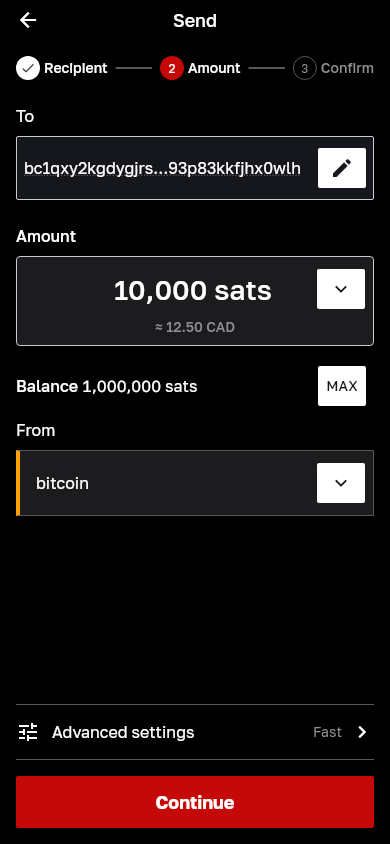 Send
Recipient
2 Amount
3 Confirm
To
bc1qxy2kgdygjrs...93p83kkfjhx0wlh
Amount
10,000 sats
≈ 12.50 CAD
Balance 1,000,000 sats
MAX
From
bitcoin
Advanced settings
Fast
Continue